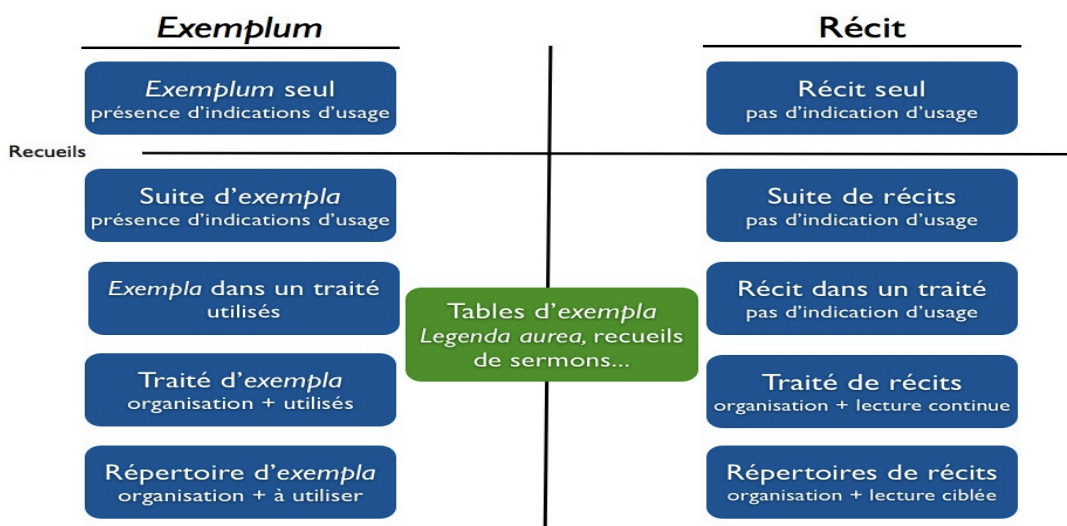 Exemplum
Récit
Exemplum seul
présence d'indications d'usage
Récit seul
pas d'indication d'usage
Recueils
Suite d'exempla
présence d'indications d'usage
Suite de récits
pas d'indication d'usage
Exempla dans un traité
utilisés
Tables d'exempla
Legenda aurea, recueils
de sermons...
Récit dans un traité
pas d'indication d'usage
Traité d'exempla
organisation + utilisés
Traité de récits
organisation + lecture continue
Répertoire d'exempla
organisation + à utiliser
Répertoires de récits
organisation + lecture ciblée